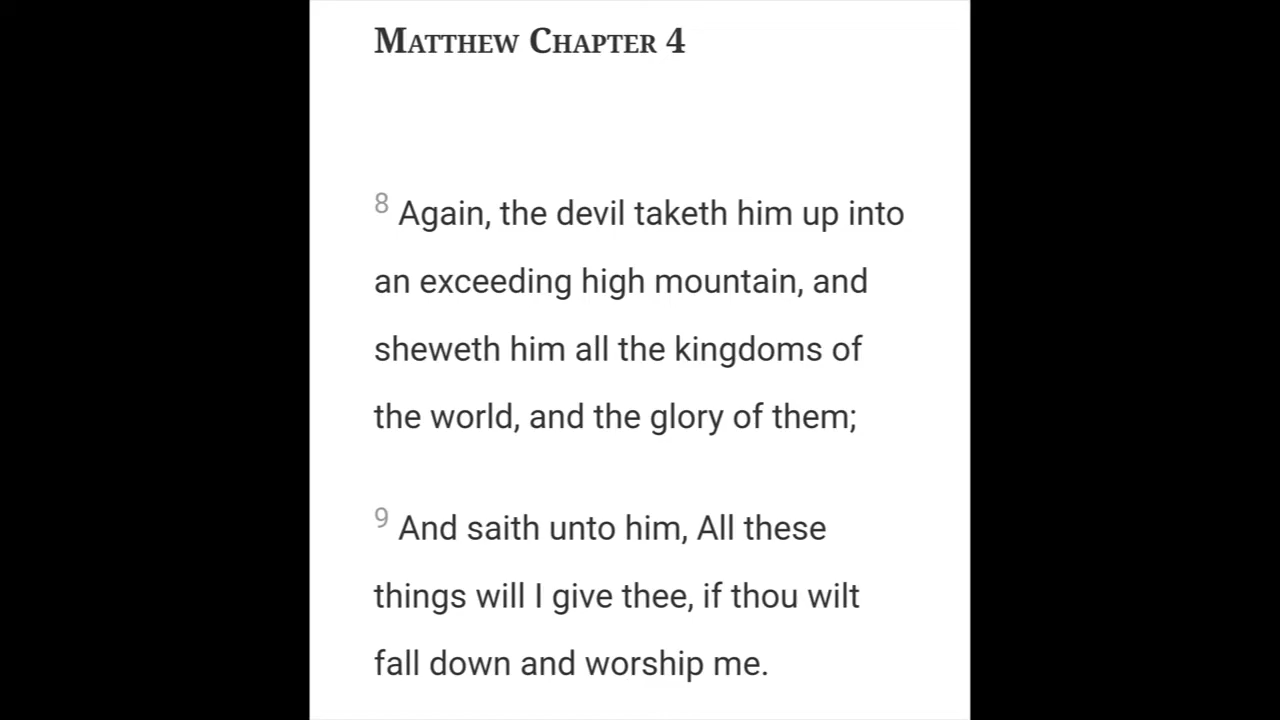 Matthew Chapter 4
8 Again, the devil taketh him up into
an exceeding high mountain, and
sheweth him all the kingdoms of
the world, and the glory of them;
9 And saith unto him, All these
things will I give thee, if thou wilt
fall down and worship me.